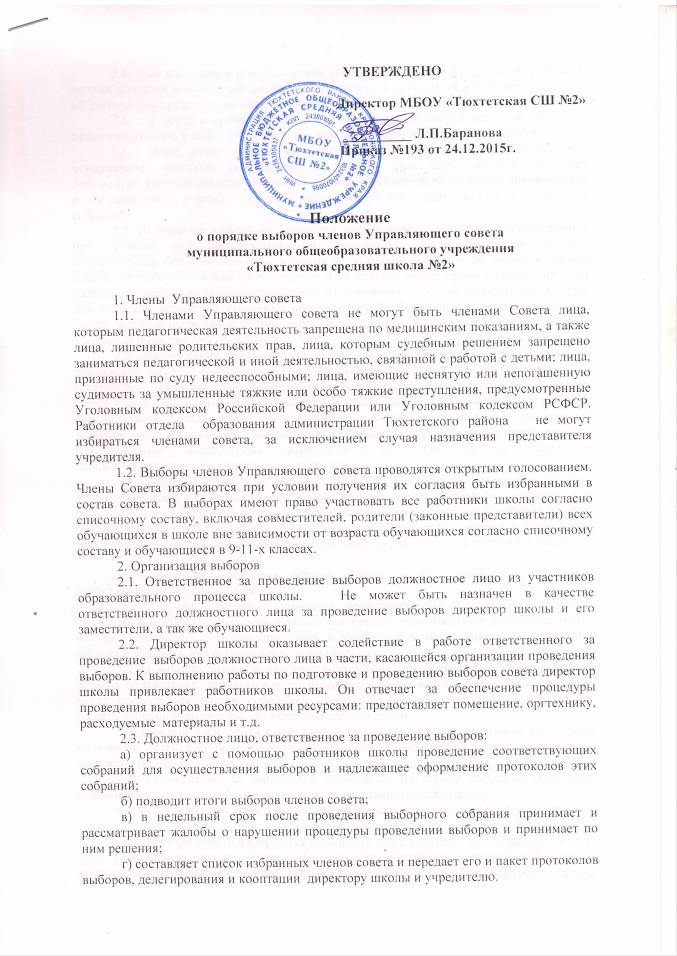 УТВЕРЖДЕНО
Директор МБОУ «Тюхтетская СШ №2»
Л.П.Баранова
Приказ №193 от 24.12.2015г.
МБОУ
«Тюхтетская
СШ №2»
Положение
о порядке выборов членов Управляющего совета
муниципального общеобразовательного учреждения
«Тюхтетская средняя школа №2»
1. Члены Управляющего совета
1.1. Членами Управляющего совета не могут быть членами Совета лица,
которым педагогическая деятельность запрещена по медицинским показаниям, а также
лица, лишенные родительских прав, лица, которым судебным решением запрещено
заниматься педагогической и иной деятельностью, связанной с работой с детьми; лица,
признанные по суду недееспособными; лица, имеющие неснятую или непогашенную
судимость за умышленные тяжкие или особо тяжкие преступления, предусмотренные
Уголовным кодексом Российской Федерации или Уголовным кодексом РСФСР.
Работники отдела образования администрации Тюхтетского района не могут
избираться членами совета, за исключением случая назначения представителя
учредителя.
1.2. Выборы членов Управляющего совета проводятся открытым голосованием.
Члены Совета избираются при условии получения их согласия быть избранными в
состав совета. В выборах имеют право участвовать все работники школы согласно
списочному составу, включая совместителей, родители (законные представители) всех
обучающихся в школе вне зависимости от возраста обучающихся согласно списочному
составу и обучающиеся в 9-11-х классах.
2. Организация выборов
2.1. Ответственное за проведение выборов должностное лицо из участников
образовательного процесса школы. Не может быть назначен в качестве
ответственного должностного лица за проведение выборов директор школы и его
заместители, а так же обучающиеся.
2.2. Директор школы оказывает содействие в работе ответственного за
проведение выборов должностного лица в части, касающейся организации проведения
выборов. К выполнению работы по подготовке и проведению выборов совета директор
школы привлекает работников школы. Он отвечает за обеспечение процедуры
проведения выборов необходимыми ресурсами: предоставляет помещение, оргтехнику,
расходуемые материалы и т.д.
2.3. Должностное лицо, ответственное за проведение выборов:
а) организует с помощью работников школы проведение соответствующих
собраний для осуществления выборов и надлежащее оформление протоколов этих
собраний;
б) подводит итоги выборов членов совета;
в) в недельный срок после проведения выборного собрания принимает и
рассматривает жалобы о нарушении процедуры проведении выборов и принимает по
ним решения;
г) составляет список избранных членов совета и передает его и пакет протоколов
выборов, делегирования и кооптации директору школы и учредителю.